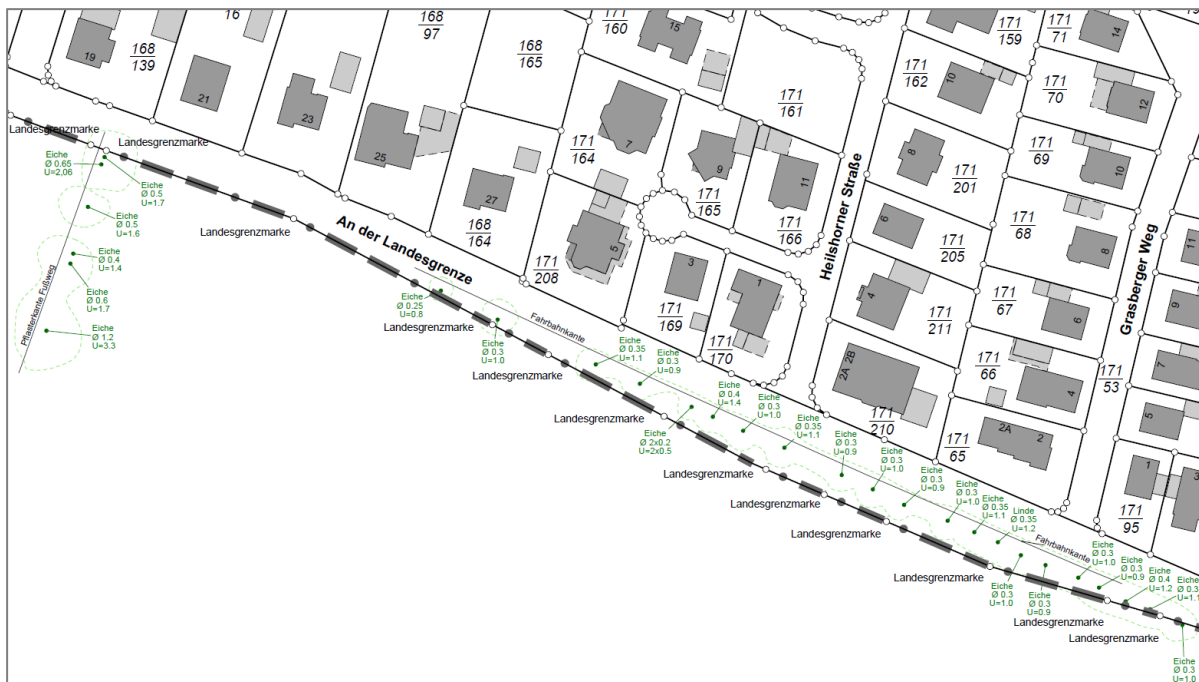 16
168
139
19
21
23
25
27
168
97
168
165
168
164
171
160
15
171
161
171
164
7
9
171
165
11
171
166
171
208
5
3
171
169
1
171
170
171
159
171
71
14
171
162
10
171
70
12
8
171
69
10
171
201
6
171
68
8
171
205
11
4
171
211
171
67
6
9
2A 2B
171
66
4
171
53
7
171
210
171
65
2A 2
5
1
3
171
95
Heilshorner Straße
Grasberger Weg
An der Landesgrenze
Pflasterkante Fußweg
Fahrbahnkante
Fahrbahnkante
Landesgrenzmarke
Landesgrenzmarke
Landesgrenzmarke
Landesgrenzmarke
Landesgrenzmarke
Landesgrenzmarke
Landesgrenzmarke
Landesgrenzmarke
Landesgrenzmarke
Landesgrenzmarke
Landesgrenzmarke
Landesgrenzmarke
Eiche
Ø 0.65
U=2,06
Eiche
Ø 0.5
U=1.7
Eiche
Ø 0.5
U=1.6
Eiche
Ø 0.4
U=1.4
Eiche
Ø 0.6
U=1.7
Eiche
Ø 1.2
U=3.3
Eiche
Ø 0.25
U=0.8
Eiche
Ø 0.3
U=1.0
Eiche
Ø 0.35
U=1.1
Eiche
Ø 0.3
U=0.9
Eiche
Ø 2x0.2
U=2x0.5
Eiche
Ø 0.4
U=1.4
Eiche
Ø 0.3
U=1.0
Eiche
Ø 0.35
U=1.1
Eiche
Ø 0.3
U=0.9
Eiche
Ø 0.3
U=1.0
Eiche
Ø 0.3
U=0.9
Eiche
Ø 0.3
U=1.0
Eiche
Ø 0.35
U=1.1
Linde
Ø 0.35
U=1.2
Eiche
Ø 0.3
U=1.0
Eiche
Ø 0.3
U=0.9
Eiche
Ø 0.3
U=1.0
Eiche
Ø 0.3
U=0.9
Eiche
Ø 0.4
U=1.2
Eiche
Ø 0.3
U=1.1
Eiche
Ø 0.3
U=1.0